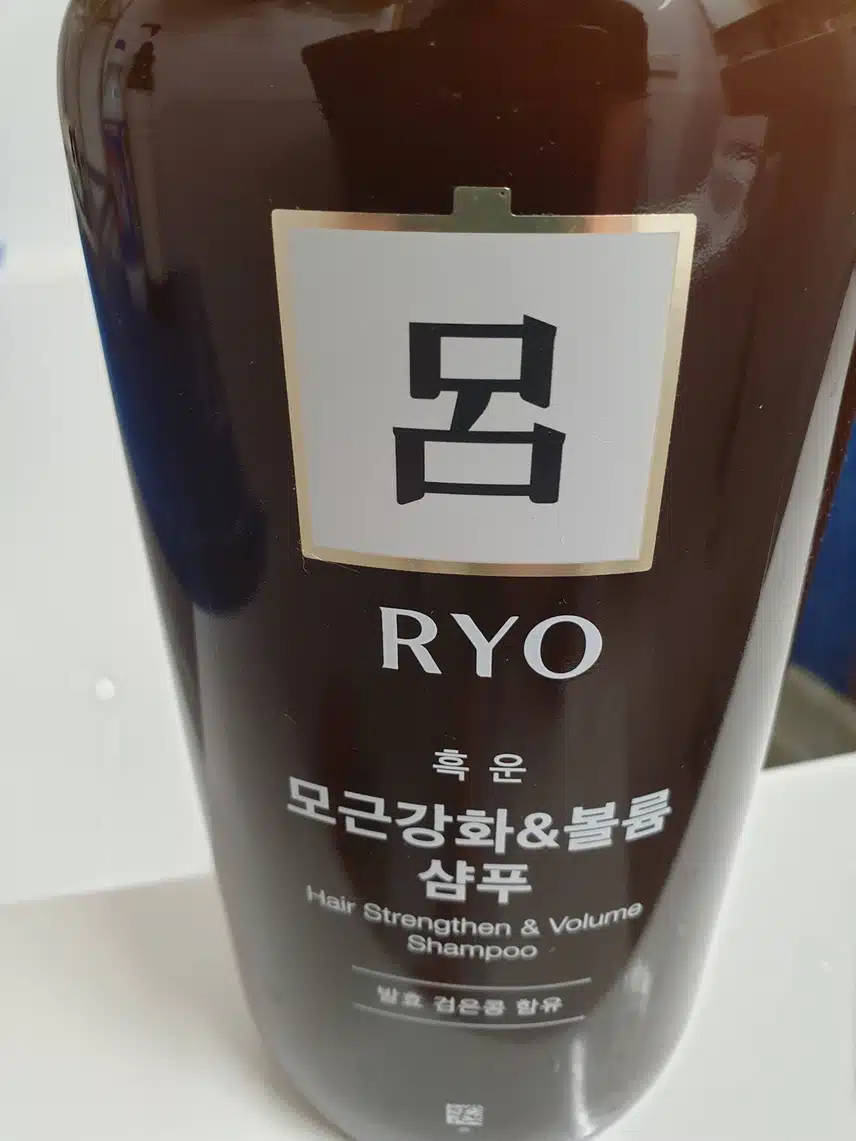 呂
RYO
흑운
모근강화&볼륨
샴푸
Hair Strengthen & Volume
Shampoo
발효 검은콩 함유